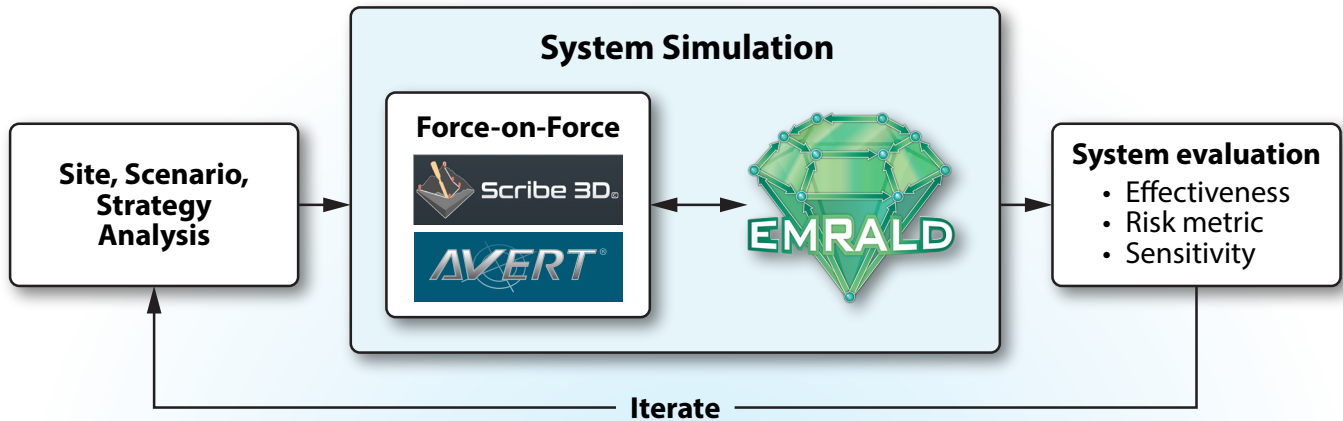 System Simulation
Site, Scenario,
Strategy
Analysis
Force-on-Force
Scribe 3D©
AVERT®
EMRALD
System evaluation
• Effectiveness
• Risk metric
• Sensitivity
Iterate